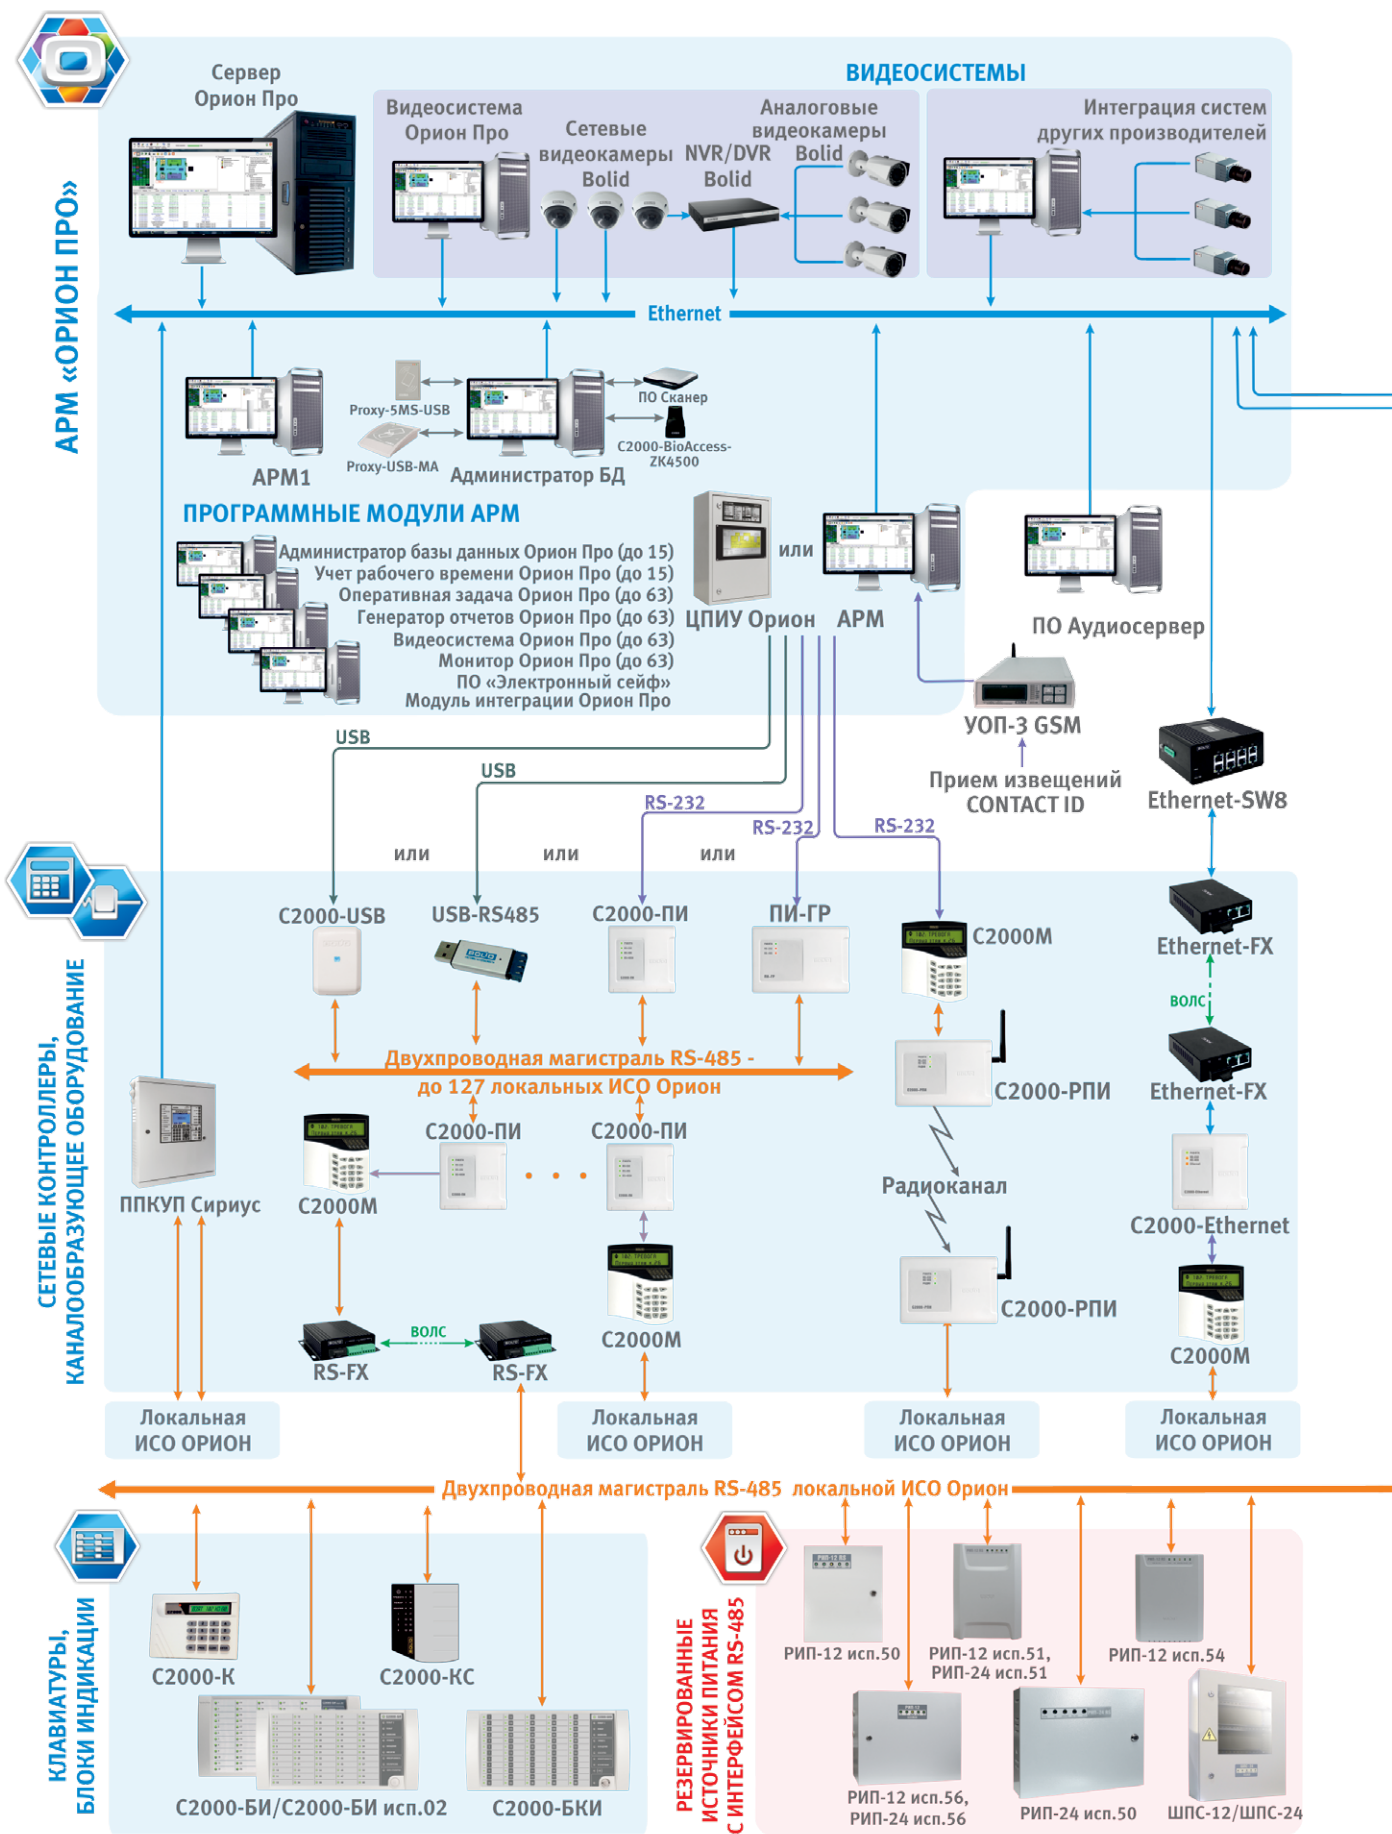 АРМ «ОРИОН ПРО»
Сервер
Орион Про
ВИДЕОСИСТЕМЫ
Видеосистема
Орион Про
Сетевые
видеокамеры
Bolid
NVR/DVR
Bolid
Аналоговые
видеокамеры
Bolid
Интеграция систем
других производителей
Ethernet
АРМ1
Proxy-5MS-USB
Proxy-USB-MA
Администратор БД
ПО Сканер
C2000-BioAccess-
ZK4500
ПРОГРАММНЫЕ МОДУЛИ АРМ
Администратор базы данных Орион Про (до 15)
Учет рабочего времени Орион Про (до 15)
Оперативная задача Орион Про (до 63)
Генератор отчетов Орион Про (до 63)
Видеосистема Орион Про (до 63)
Монитор Орион Про (до 63)
ПО «Электронный сейф»
Модуль интеграции Орион Про
или
ЦПИУ Орион
АРМ
ПО Аудиосервер
УОП-3 GSM
Прием извещений
CONTACT ID
Ethernet-SW8
USB
USB
RS-232
RS-232
RS-232
или
или
или
СЕТЕВЫЕ КОНТРОЛЛЕРЫ,
КАНАЛООБРАЗУЮЩЕЕ ОБОРУДОВАНИЕ
С2000-USB
USB-RS485
С2000-ПИ
ПИ-ГР
С2000М
Ethernet-FX
ВОЛС
Ethernet-FX
Двухпроводная магистраль RS-485 -
до 127 локальных ИСО Орион
С2000-РПИ
Радиоканал
С2000-РПИ
ППКУП Сириус
С2000М
С2000-ПИ
С2000-ПИ
С2000М
RS-FX
ВОЛС
RS-FX
С2000-Ethernet
С2000М
Локальная
ИСО ОРИОН
Локальная
ИСО ОРИОН
Локальная
ИСО ОРИОН
Локальная
ИСО ОРИОН
Двухпроводная магистраль RS-485 локальной ИСО Орион
КЛАВИАТУРЫ,
БЛОКИ ИНДИКАЦИИ
С2000-К
С2000-КС
С2000-БИ/С2000-БИ исп.02
С2000-БКИ
РЕЗЕРВИРОВАННЫЕ
ИСТОЧНИКИ ПИТАНИЯ
С ИНТЕРФЕЙСОМ RS-485
РИП-12 исп.50
РИП-12 исп.51,
РИП-24 исп.51
РИП-12 исп.54
РИП-12 исп.56,
РИП-24 исп.56
РИП-24 исп.50
ШПС-12/ШПС-24